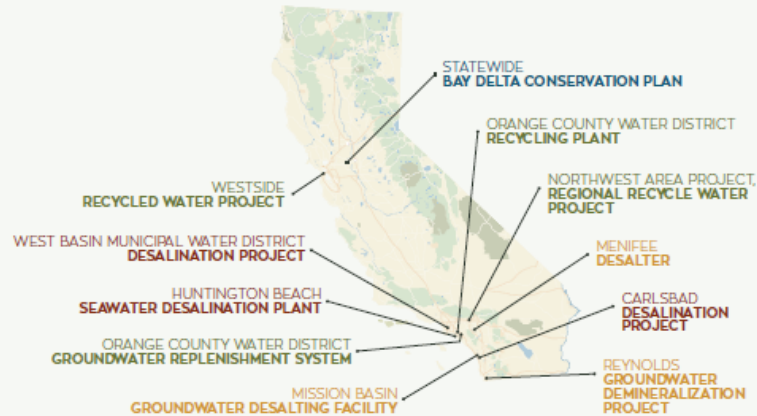 STATEWIDE
BAY DELTA CONSERVATION PLAN
ORANGE COUNTY WATER DISTRICT
RECYCLING PLANT
WESTSIDE
RECYCLED WATER PROJECT
NORTHWEST AREA PROJECT,
REGIONAL RECYCLE WATER
PROJECT
WEST BASIN MUNICIPAL WATER DISTRICT
DESALINATION PROJECT
MENIFEE
DESALTER
HUNTINGTON BEACH
SEAWATER DESALINATION PLANT
CARLSBAD
DESALINATION
PROJECT
ORANGE COUNTY WATER DISTRICT
GROUNDWATER REPLENISHMENT SYSTEM
MISSION BASIN
GROUNDWATER DESALTING FACILITY
REYNOLDS
GROUNDWATER
DEMINERALIZATION
PROJECT